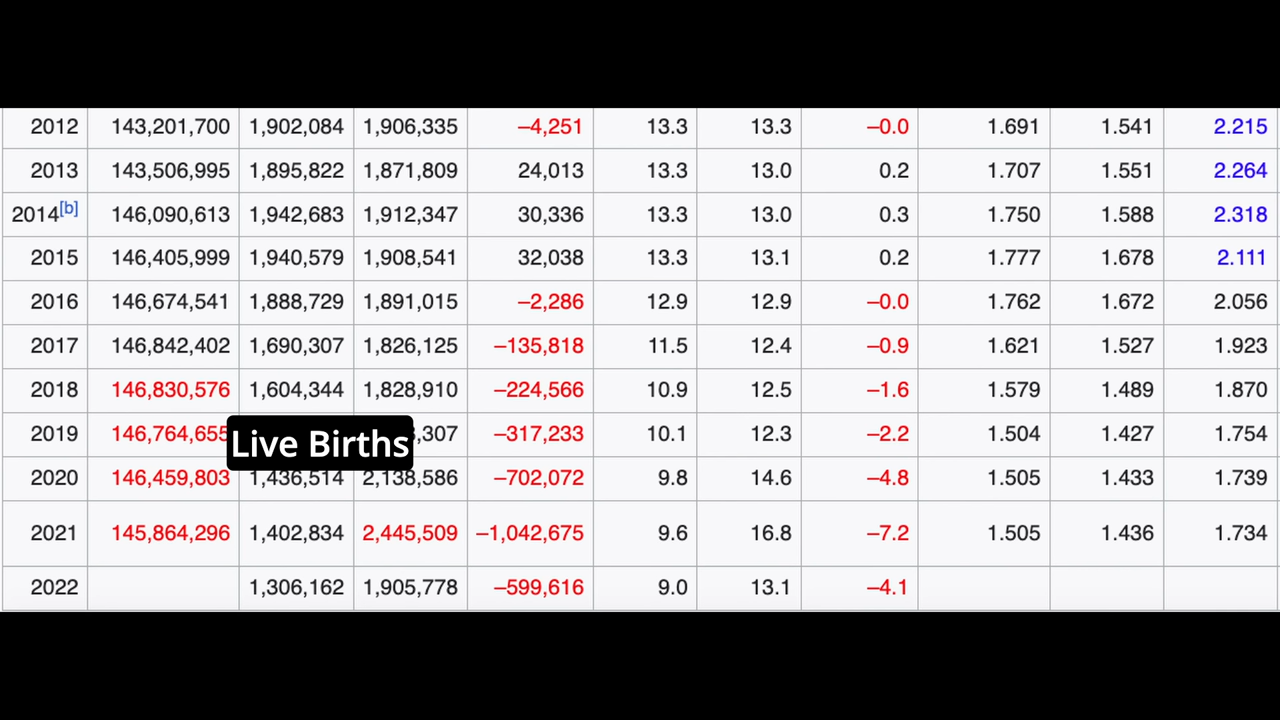 2012 143,201,700 1,902,084 1,906,335 –4,251 13.3 13.3 –0.0 1.691 1.541 2.215
2013 143,506,995 1,895,822 1,871,809 24,013 13.3 13.0 0.2 1.707 1.551 2.264
2014[b] 146,090,613 1,942,683 1,912,347 30,336 13.3 13.0 0.3 1.750 1.588 2.318
2015 146,405,999 1,940,579 1,908,541 32,038 13.3 13.1 0.2 1.777 1.678 2.111
2016 146,674,541 1,888,729 1,891,015 –2,286 12.9 12.9 –0.0 1.762 1.672 2.056
2017 146,842,402 1,690,307 1,826,125 –135,818 11.5 12.4 –0.9 1.621 1.527 1.923
2018 146,830,576 1,604,344 1,828,910 –224,566 10.9 12.5 –1.6 1.579 1.489 1.870
2019 146,764,655 ,307 –317,233 10.1 12.3 –2.2 1.504 1.427 1.754
Live Births
2020 146,459,803 1,436,514 2,138,586 –702,072 9.8 14.6 –4.8 1.505 1.433 1.739
2021 145,864,296 1,402,834 2,445,509 –1,042,675 9.6 16.8 –7.2 1.505 1.436 1.734
2022 1,306,162 1,905,778 –599,616 9.0 13.1 –4.1